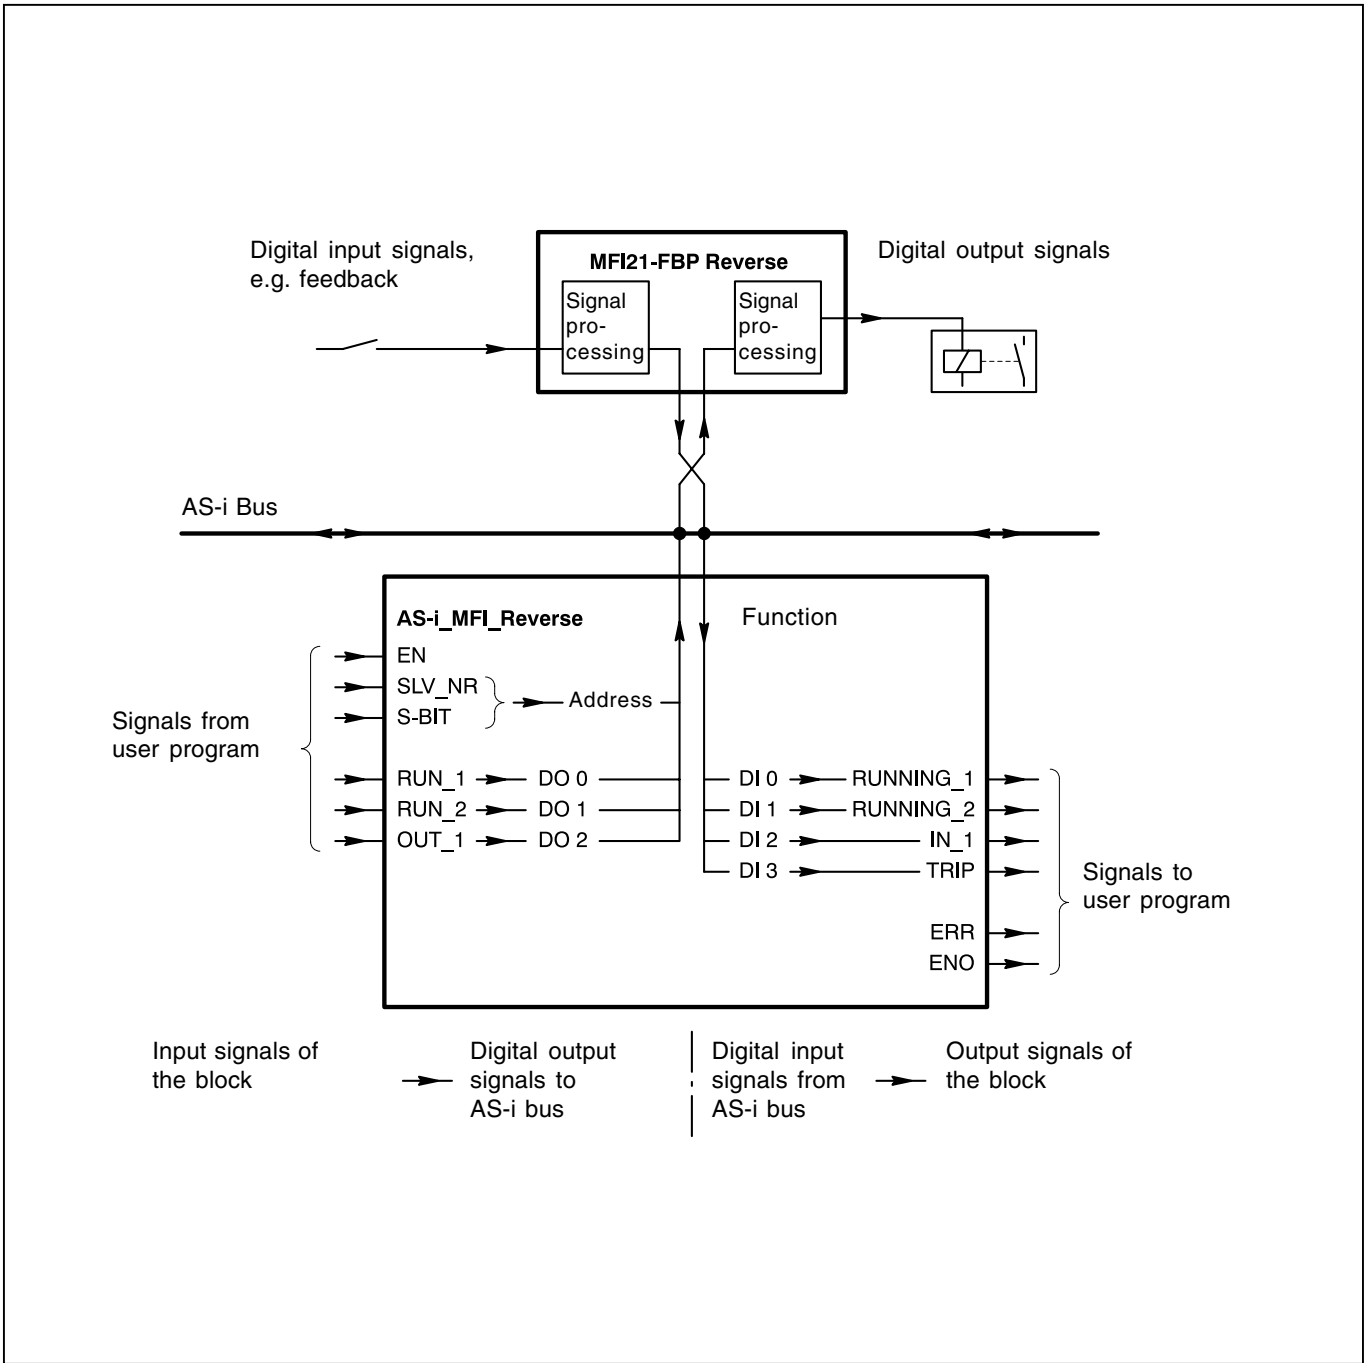 Digital input signals,
e.g. feedback
MFI21-FBP Reverse
Digital output signals
Signal
pro-
cessing
Signal
pro-
cessing
AS-i Bus
AS-i_MFI_Reverse
Function
EN
SLV_NR
S-BIT
Address
Signals from
user program
RUN_1
DO 0
DI 0
RUNNING_1
RUN_2
DO 1
DI 1
RUNNING_2
OUT_1
DO 2
DI 2
IN_1
DI 3
TRIP
Signals to
user program
ERR
ENO
Input signals of
the block
Digital output
signals to
AS-i bus
Digital input
signals from
AS-i bus
Output signals of
the block